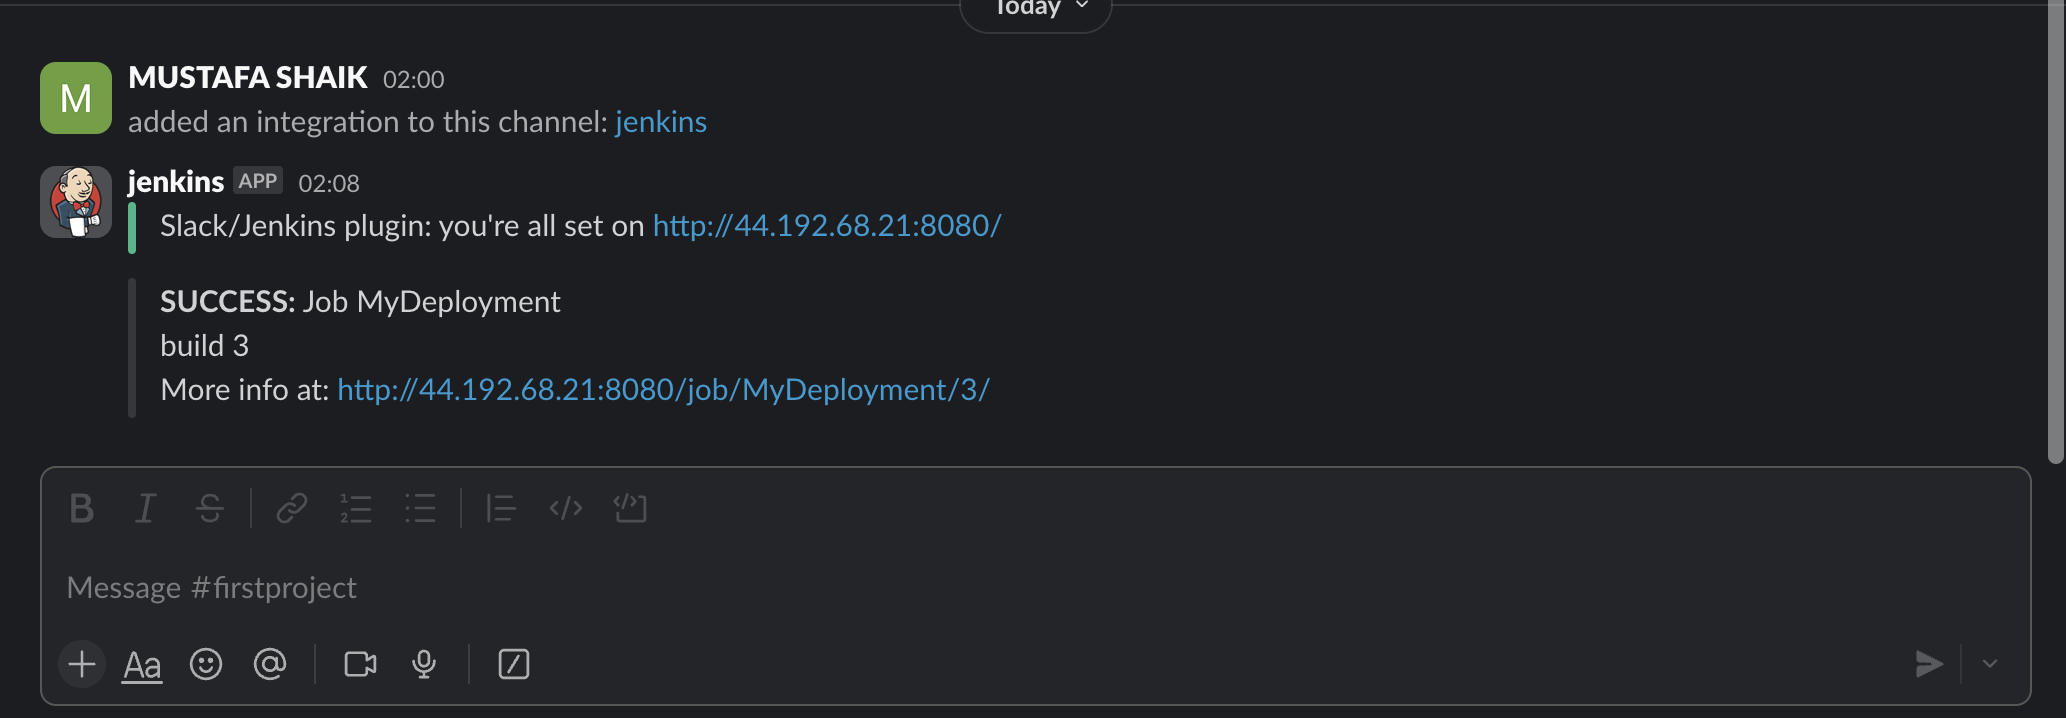 Today
M
MUSTAFA SHAIK 02:00
added an integration to this channel: jenkins
jenkins APP 02:08
Slack/Jenkins plugin: you're all set on http://44.192.68.21:8080/
SUCCESS: Job MyDeployment
build 3
More info at: http://44.192.68.21:8080/job/MyDeployment/3/
B I S
Message #firstproject
Aa @